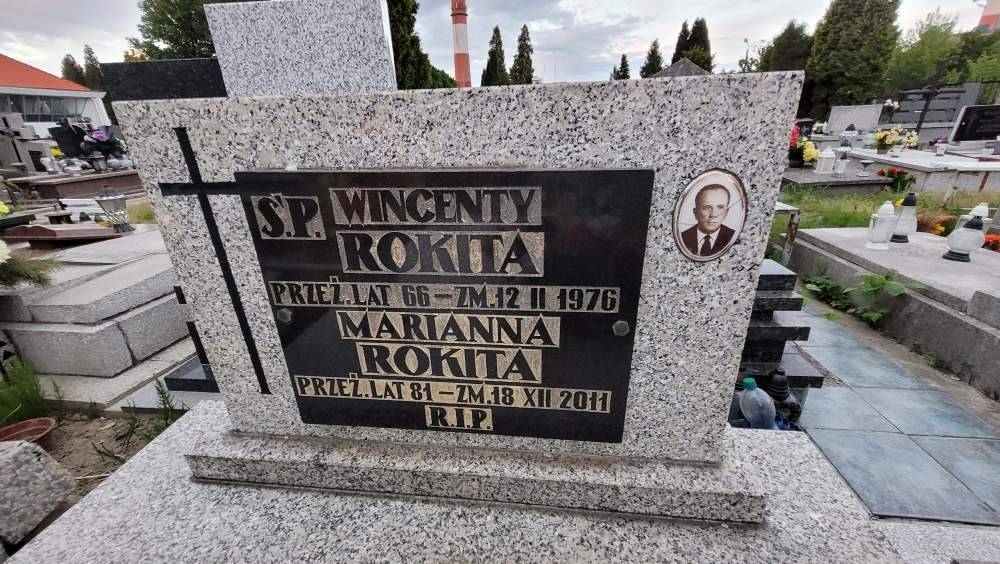 Ś.P. WINCENTY
ROKITA
PRZEŻ. LAT 66 – ZM. 12 II 1976
MARIANNA
ROKITA
PRZEŻ. LAT 81 – ZM. 18 XII 2011
R.I.P.